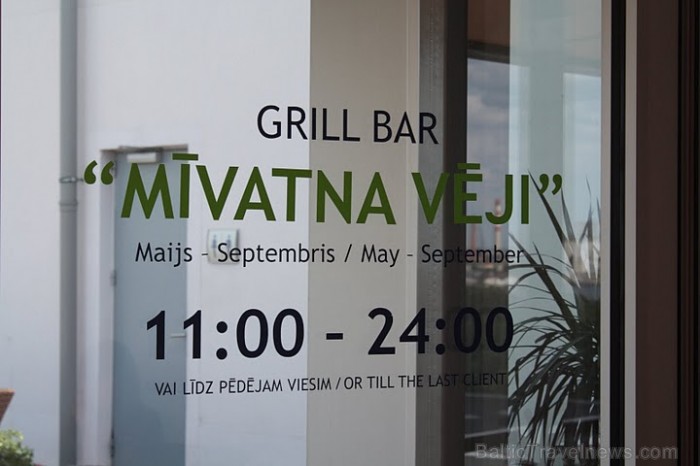 GRILL BAR
“MĪVATNA VĒJI”
Maijs - Septembris / May - September
11:00 - 24:00
VAI LĪDZ PĒDĒJAM VIESIM / OR TILL THE LAST CLIENT
BalticTravelnews.com